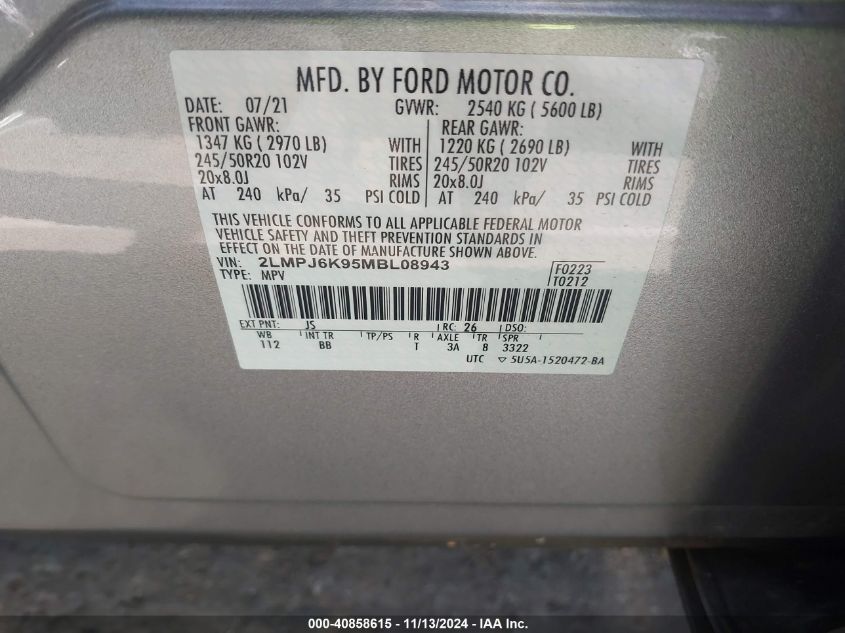 MFD. BY FORD MOTOR CO.
DATE: 07/21 GVWR: 2540 KG ( 5600 LB)
FRONT GAWR: REAR GAWR:
1347 KG ( 2970 LB) WITH 1220 KG ( 2690 LB) WITH
245/50R20 102V TIRES 245/50R20 102V TIRES
20x8.0J RIMS 20x8.0J RIMS
AT 240 kPa/ 35 PSI COLD AT 240 kPa/ 35 PSI COLD
THIS VEHICLE CONFORMS TO ALL APPLICABLE FEDERAL MOTOR
VEHICLE SAFETY AND THEFT PREVENTION STANDARDS IN
EFFECT ON THE DATE OF MANUFACTURE SHOWN ABOVE.
VIN: 2LMPJ6K95MBL08943 F0223
TYPE: MPV T0212
EXT PNT: JS RC: 26 DSO:
WB INT TR TP/PS R AXLE TR SPR
112 BB T 3A 8 3322
UTC ▽ 5U5A-1520472-BA
000-40858615 - 11/13/2024 - IAA Inc.